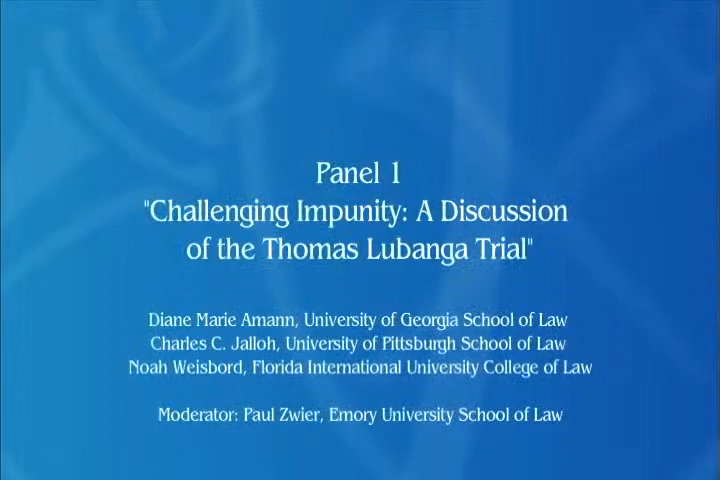 Panel 1
"Challenging Impunity: A Discussion
of the Thomas Lubanga Trial"
Diane Marie Amann, University of Georgia School of Law
Charles C. Jalloh, University of Pittsburgh School of Law
Noah Weisbord, Florida International University College of Law
Moderator: Paul Zwier, Emory University School of Law